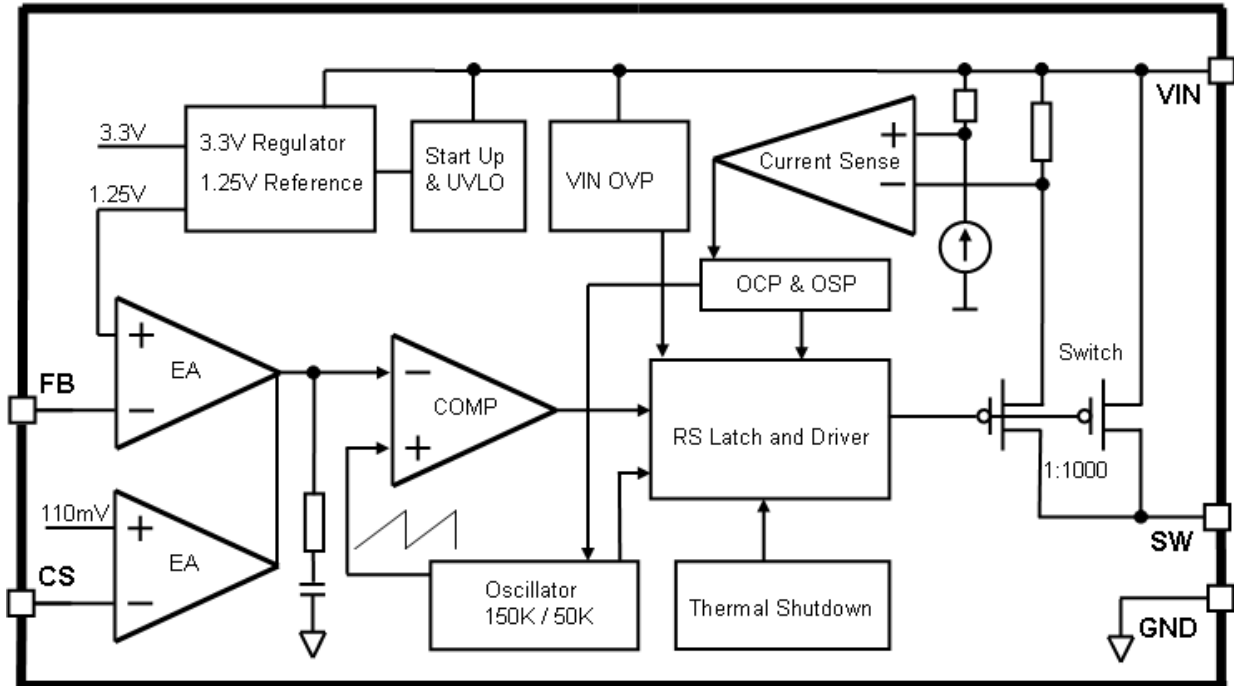 VIN
3.3V
3.3V Regulator
1.25V Reference
1.25V
Start Up
& UVLO
VIN OVP
+
Current Sense
−
OCP & OSP
Switch
FB
+
EA
−
−
COMP
+
RS Latch and Driver
1:1000
110mV
+
EA
−
CS
Oscillator
150K / 50K
Thermal Shutdown
SW
GND